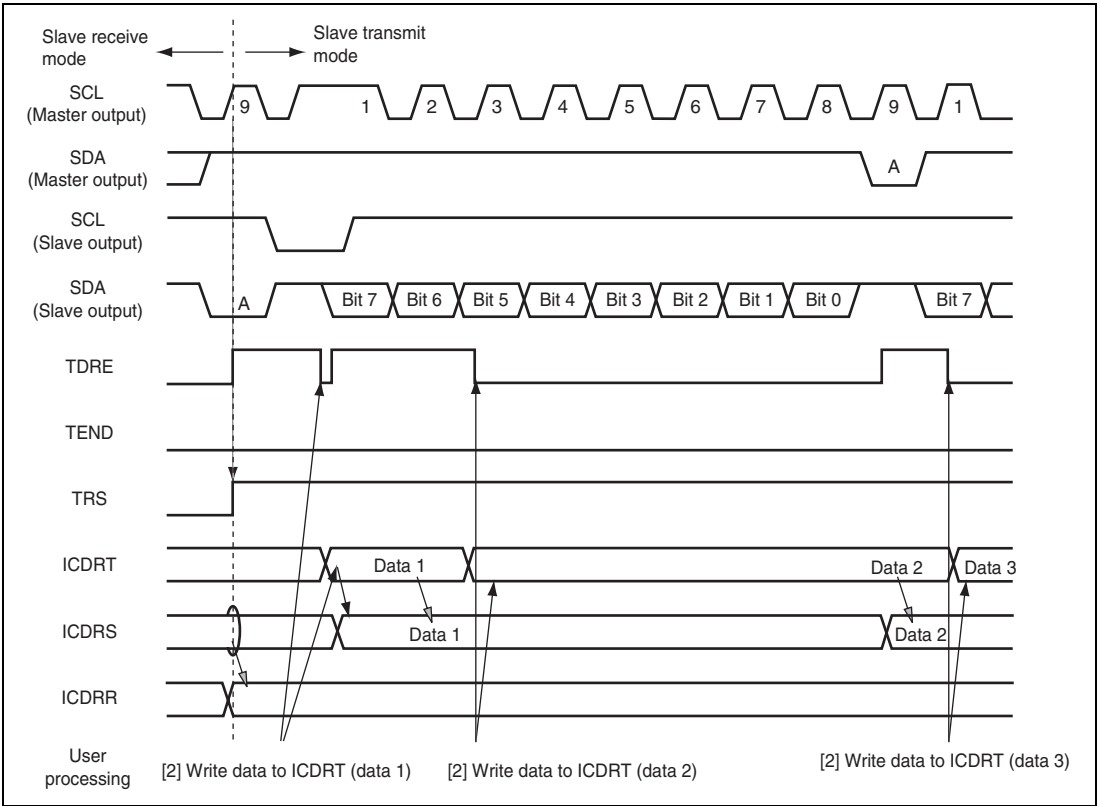 Slave receive
mode
Slave transmit
mode
SCL
(Master output)
9
1
2
3
4
5
6
7
8
9
1
SDA
(Master output)
A
SCL
(Slave output)
SDA
(Slave output)
A
Bit 7
Bit 6
Bit 5
Bit 4
Bit 3
Bit 2
Bit 1
Bit 0
Bit 7
TDRE
TEND
TRS
ICDRT
Data 1
Data 2
Data 3
ICDRS
Data 1
Data 2
ICDRR
User
processing
[2] Write data to ICDRT (data 1)
[2] Write data to ICDRT (data 2)
[2] Write data to ICDRT (data 3)